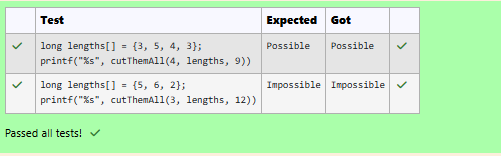 Test Expected Got
✓ long lengths[] = {3, 5, 4, 3}; Possible Possible ✓
printf("%s", cutThemAll(4, lengths, 9))
✓ long lengths[] = {5, 6, 2}; Impossible Impossible ✓
printf("%s", cutThemAll(3, lengths, 12))
Passed all tests! ✓